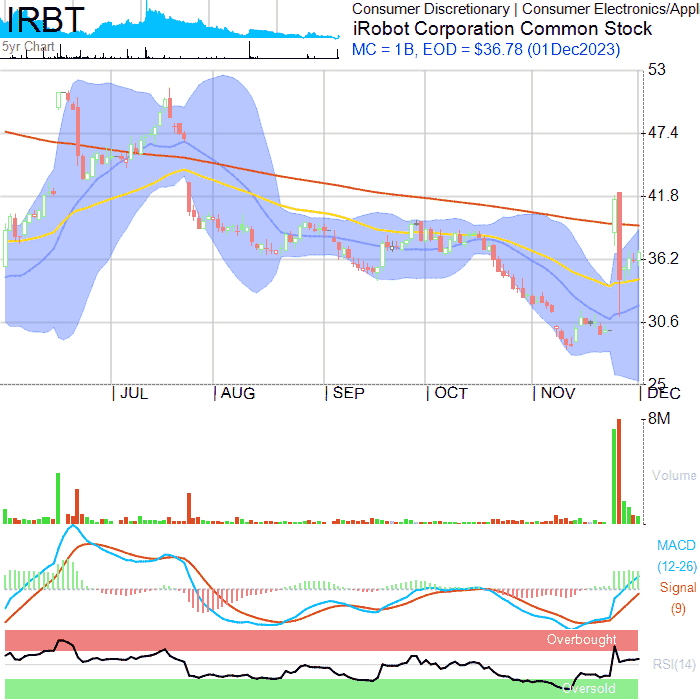 IRBT
Consumer Discretionary | Consumer Electronics/Appl
iRobot Corporation Common Stock
MC = 1B, EOD = $36.78 (01Dec2023)
5yr Chart
53
47.4
41.8
36.2
30.6
25
JUL
AUG
SEP
OCT
NOV
DEC
8M
Volume
MACD
(12-26)
Signal
(9)
Overbought
RSI(14)
Oversold